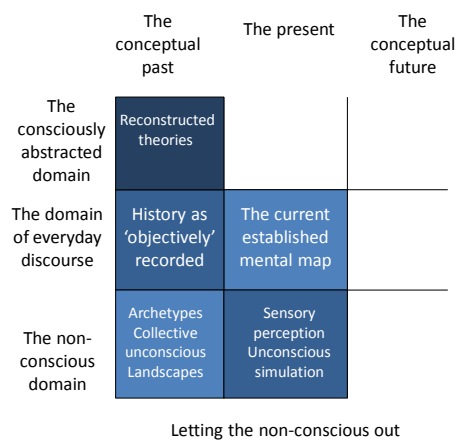 The
conceptual
past
The present
The
conceptual
future
The
consciously
abstracted
domain
Reconstructed
theories
The domain
of everyday
discourse
History as
‘objectively’
recorded
The current
established
mental map
The non-
conscious
domain
Archetypes
Collective
unconscious
Landscapes
Sensory
perception
Unconscious
simulation
Letting the non-conscious out